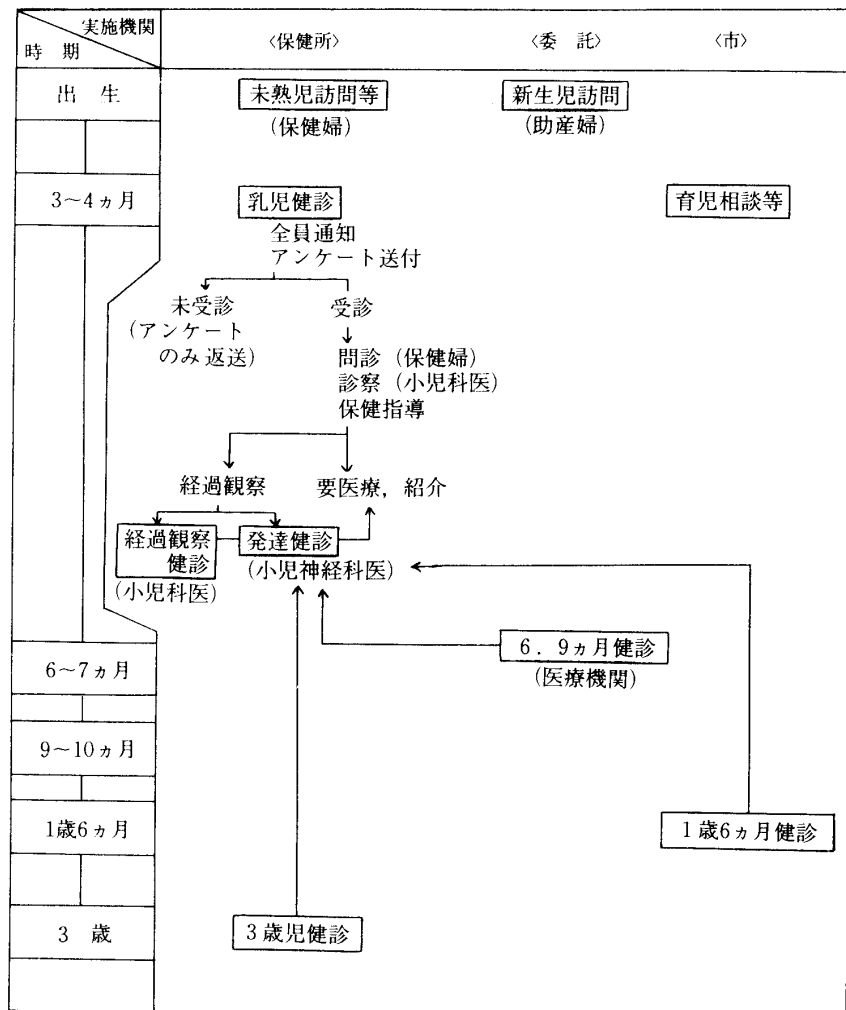 実施機関
時 期
〈保健所〉
〈委 託〉
〈市〉
出 生
未熟児訪問等
(保健婦)
新生児訪問
(助産婦)
3～4ヵ月
乳児健診
育児相談等
全員通知
アンケート送付
未受診
(アンケート
のみ返送)
受診
問診 (保健婦)
診察 (小児科医)
保健指導
経過観察
要医療, 紹介
経過観察
健診
(小児科医)
発達健診
(小児神経科医)
6～7ヵ月
6. 9ヵ月健診
(医療機関)
9～10ヵ月
1歳6ヵ月
1歳6ヵ月健診
3 歳
3歳児健診